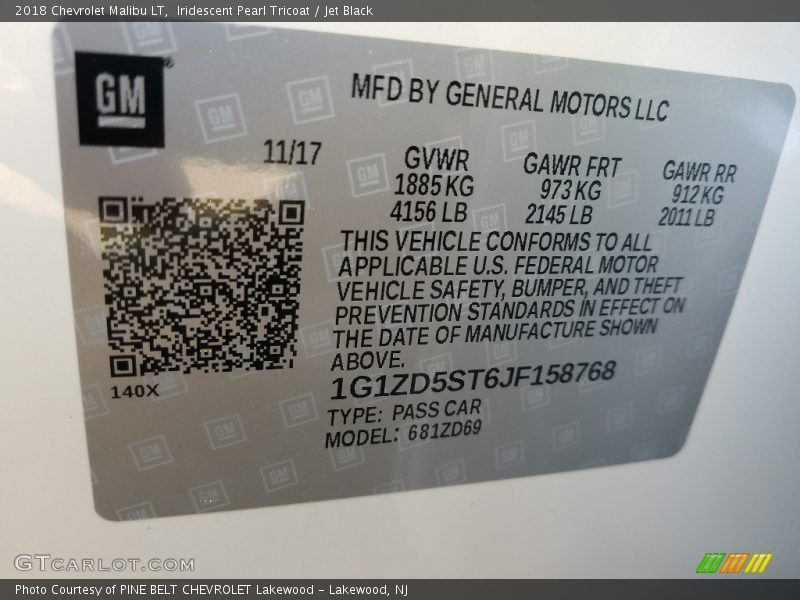 2018 Chevrolet Malibu LT, Iridescent Pearl Tricoat / Jet Black
GM
MFD BY GENERAL MOTORS LLC
11/17
GVWR GAWR FRT GAWR RR
1885 KG 973 KG 912 KG
4156 LB 2145 LB 2011 LB
THIS VEHICLE CONFORMS TO ALL
APPLICABLE U.S. FEDERAL MOTOR
VEHICLE SAFETY, BUMPER, AND THEFT
PREVENTION STANDARDS IN EFFECT ON
THE DATE OF MANUFACTURE SHOWN
ABOVE.
140X
1G1ZD5ST6JF158768
TYPE: PASS CAR
MODEL: 681ZD69
GTCARLOT.COM
Photo Courtesy of PINE BELT CHEVROLET Lakewood - Lakewood, NJ